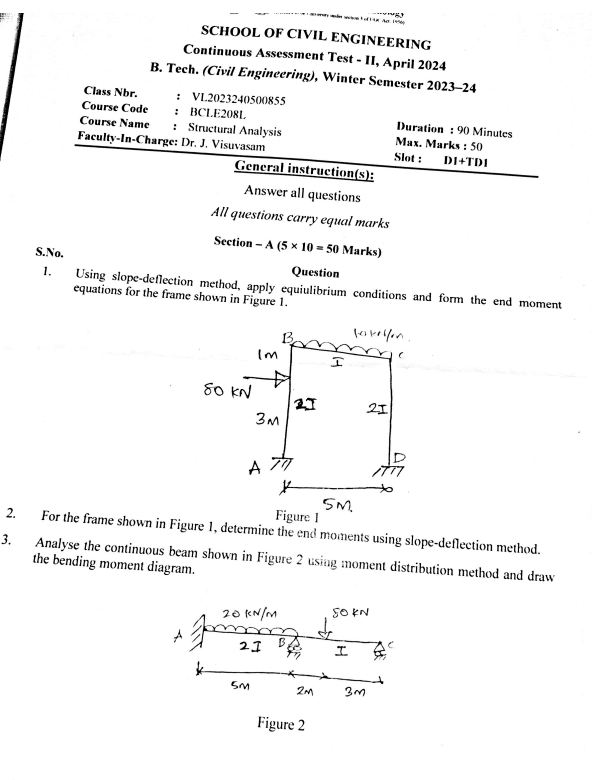 SCHOOL OF CIVIL ENGINEERING
Continuous Assessment Test - II, April 2024
B. Tech. (Civil Engineering), Winter Semester 2023–24
Class Nbr. : VL2023240500855
Course Code : BCLE208L
Course Name : Structural Analysis
Faculty-In-Charge: Dr. J. Visuvasam
Duration : 90 Minutes
Max. Marks : 50
Slot : D1+TD1
General instruction(s):
Answer all questions
All questions carry equal marks
Section – A (5 × 10 = 50 Marks)
S.No.
Question
1. Using slope-deflection method, apply equiulibrium conditions and form the end moment
equations for the frame shown in Figure 1.
B
C
1m
I
80 KN
2I
2I
3M
A
D
5M.
Figure 1
2. For the frame shown in Figure 1, determine the end moments using slope-deflection method.
3. Analyse the continuous beam shown in Figure 2 using moment distribution method and draw
the bending moment diagram.
20 KN/M
80 KN
A
2I
B
I
C
5M
2M
3M
Figure 2